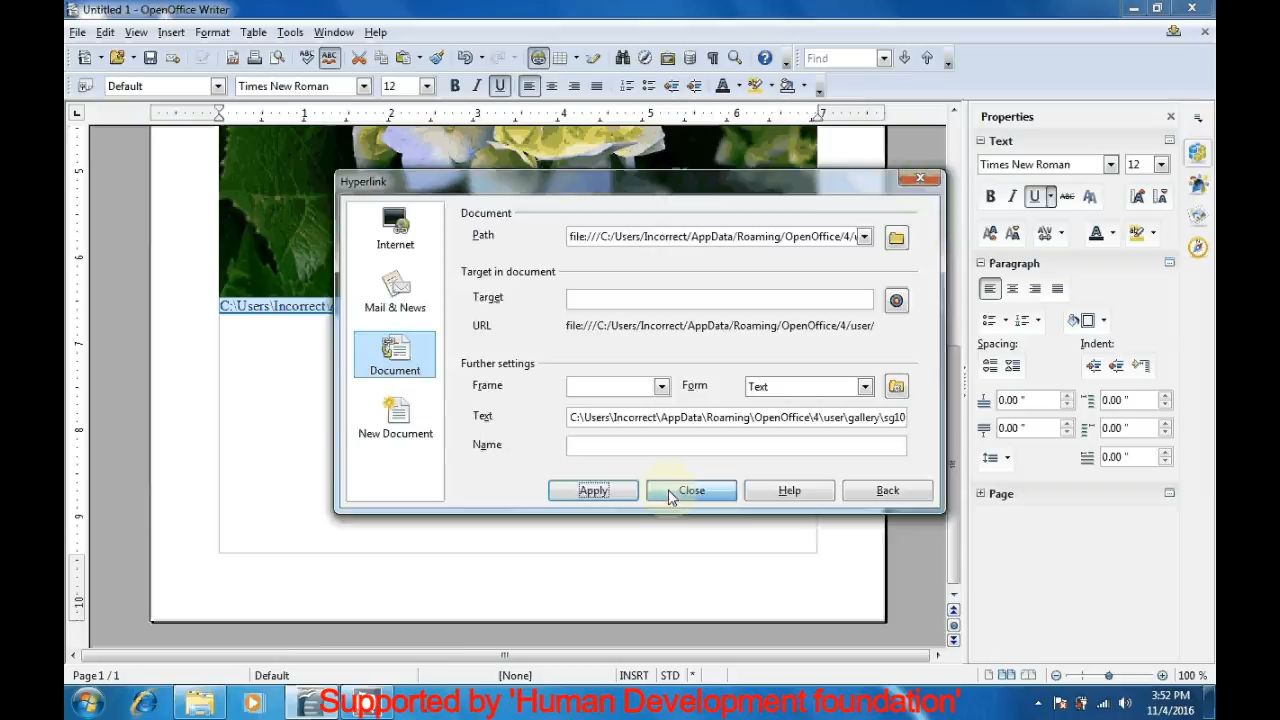 Untitled 1 - OpenOffice Writer
File Edit View Insert Format Table Tools Window Help
Find
Default Times New Roman 12
Properties
Text
Times New Roman 12
Paragraph
Spacing: Indent:
0.00 " 0.00 "
0.00 " 0.00 "
0.00 "
Page
C:\Users\Incorrect\
Hyperlink
Internet
Mail & News
Document
New Document
Document
Path file:///C:/Users/Incorrect/AppData/Roaming/OpenOffice/4/
Target in document
Target
URL file:///C:/Users/Incorrect/AppData/Roaming/OpenOffice/4/user/
Further settings
Frame Form Text
Text C:\Users\Incorrect\AppData\Roaming\OpenOffice\4\user\gallery\sg10
Name
Apply Close Help Back
Page 1 / 1 Default [None] INSRT STD * 100 %
Supported by 'Human Development foundation'
3:52 PM
11/4/2016